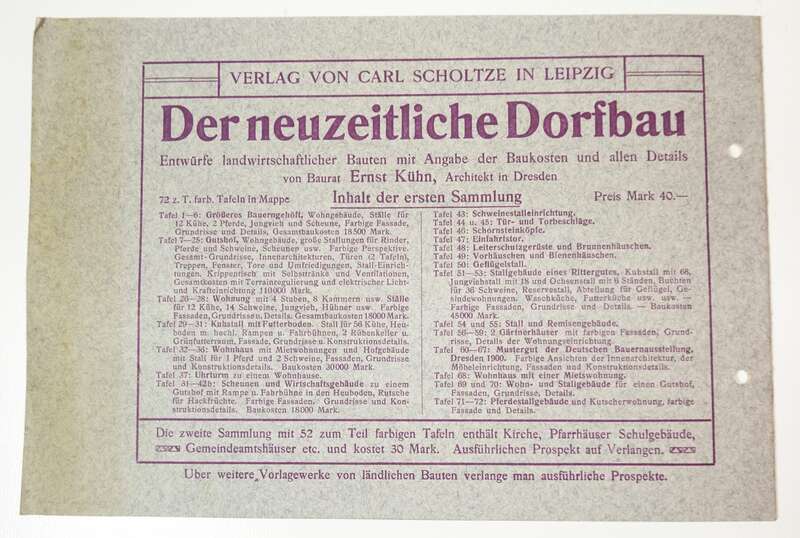 VERLAG VON CARL SCHOLTZE IN LEIPZIG
Der neuzeitliche Dorfbau
Entwürfe landwirtschaftlicher Bauten mit Angabe der Baukosten und allen Details
von Baurat Ernst Kühn, Architekt in Dresden
72 z. T. farb. Tafeln in Mappe Inhalt der ersten Sammlung Preis Mark 40.—
Tafel 1—6: Größeres Bauerngehöft, Wohngebäude, Ställe für
12 Kühe, 2 Pferde, Jungvieh und Scheune, Farbige Fassade,
Grundrisse und Details, Gesamtbaukosten 18500 Mark.
Tafel 7—25: Gutshof, Wohngebäude, große Stallungen für Rinder,
Pferde und Schweine, Scheunen usw. Farbige Perspektive.
Gesamt-Grundrisse, Innenarchitekturen, Türen (2 Tafeln),
Treppen, Fenster, Tore und Umfriedigungen, Stall-Einrich-
tungen. Krippentisch mit Selbsttränke und Ventilationen,
Gesamtkosten mit Terrainregulierung und elektrischer Licht-
und Krafteinrichtung 110000 Mark.
Tafel 26—28: Wohnung mit 4 Stuben, 8 Kammern usw. Ställe
für 12 Kühe, 14 Schweine, Jungvieh, Hühner usw. Farbige
Fassaden, Grundrissen, Details. Gesamtbaukosten 18000 Mark.
Tafel 29—31: Kuhstall mit Futterboden. Stall für 56 Kühe, Heu-
boden m. hochl. Rampen u. Fahrbühnen, 2 Rübenkeller u.
Grünfutterraum, Fassade, Grundrisse u. Konstruktionsdetails.
Tafel 32—36: Wohnhaus mit Mietwohnungen und Hofgebäude
mit Stall für 1 Pferd und 2 Schweine, Fassaden, Grundrisse
und Konstruktionsdetails. Baukosten 30000 Mark.
Tafel 37: Uhrturm zu einem Wohnhause.
Tafel 31—42b: Scheunen und Wirtschaftsgebäude zu einem
Gutshof mit Rampe u. Fahrbühne in den Heuboden, Rutsche
für Hackfrüchte. Farbige Fassaden. Grundrisse und Kon-
struktionsdetails. Baukosten 18000 Mark.
Tafel 43: Schweinestalleinrichtung.
Tafel 44 u. 45: Tür- und Torbeschläge.
Tafel 46: Schornsteinköpfe.
Tafel 47: Einfahrtstor.
Tafel 48: Leiterschutzgerüste und Brunnenhäuschen.
Tafel 49: Vorhäuschen und Bienenhäuschen.
Tafel 50: Geflügelstall.
Tafel 51—53: Stallgebäude eines Rittergutes, Kuhstall mit 68,
Jungviehstall mit 18 und Ochsenstall mit 6 Ständen, Buchten
für 36 Schweine, Reservestall, Abteilung für Geflügel, Ge-
sindewohnungen. Waschküche, Futterküche usw. usw. —
Farbige Fassaden, Grundrisse und Details. — Baukosten
45000 Mark.
Tafel 54 und 55: Stall und Remisengebäude.
Tafel 56—59: 2 Gärtnerhäuser mit farbigen Fassaden, Grund-
risse, Details der Wohnungseinrichtung.
Tafel 60—67: Mustergut der Deutschen Bauernausstellung,
Dresden 1900. Farbige Ansichten der Innenarchitektur, der
Möbeleinrichtung, Fassaden und Konstruktionsdetails.
Tafel 68: Wohnhaus mit einer Mietswohnung.
Tafel 69 und 70: Wohn- und Stallgebäude für einen Gutshof,
Fassaden, Grundrisse, Details.
Tafel 71—72: Pferdestallgebäude und Kutscherwohnung, farbige
Fassade und Details.
Die zweite Sammlung mit 52 zum Teil farbigen Tafeln enthält Kirche, Pfarrhäuser Schulgebäude,
Gemeindeamtshäuser etc. und kostet 30 Mark. Ausführlichen Prospekt auf Verlangen.
Über weitere Vorlagewerke von ländlichen Bauten verlange man ausführliche Prospekte.